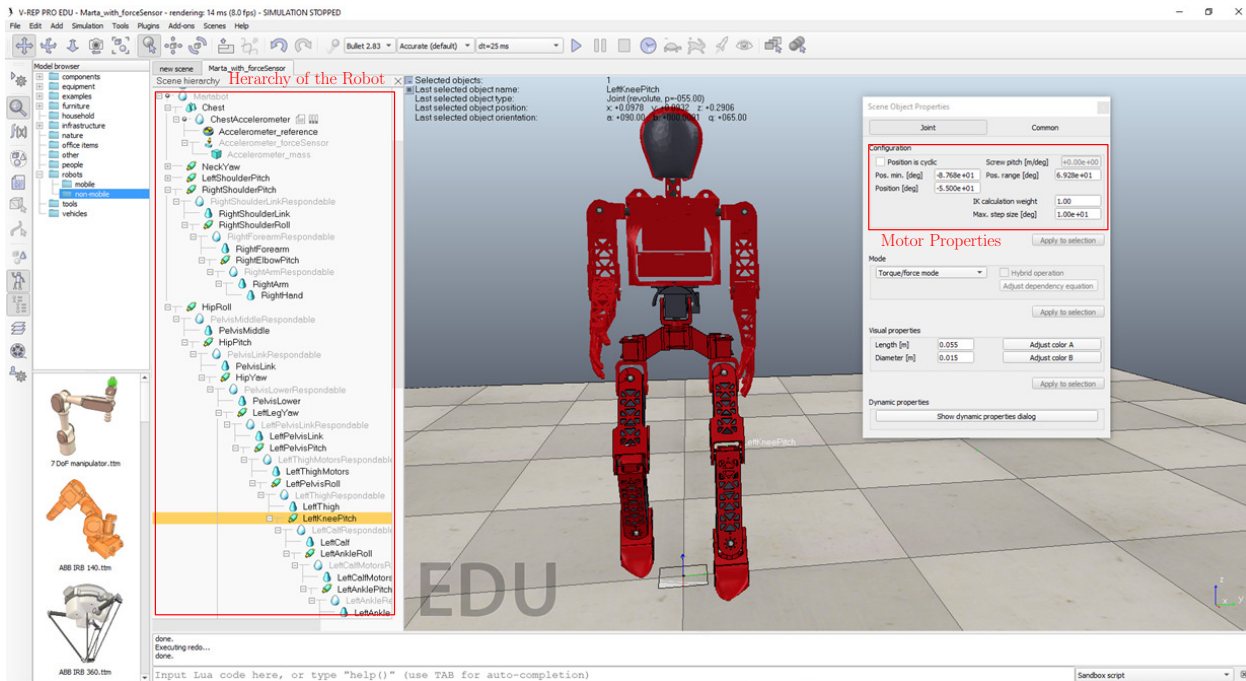 V-REP PRO EDU - Marta_with_forceSensor - rendering: 14 ms (8.0 fps) - SIMULATION STOPPED
File Edit Add Simulation Tools Plugins Add-ons Scenes Help
Bullet 2.83 Accurate (default) dt=25 ms
Model browser
components
equipment
examples
furniture
household
infrastructure
nature
office items
other
people
robots
mobile
non-mobile
tools
vehicles
7 DoF manipulator.ttm
ABB IRB 140.ttm
ABB IRB 360.ttm
new scene Marta_with_forceSensor
Scene hierarchy
Herarchy of the Robot
Martabot
Chest
ChestAccelerometer
Accelerometer_reference
Accelerometer_forceSensor
Accelerometer_mass
NeckYaw
LeftShoulderPitch
RightShoulderPitch
RightShoulderLinkRespondable
RightShoulderLink
RightShoulderRoll
RightForearmRespondable
RightForearm
RightElbowPitch
RightArmRespondable
RightArm
RightHand
HipRoll
PelvisMiddleRespondable
PelvisMiddle
HipPitch
PelvisLinkRespondable
PelvisLink
HipYaw
PelvisLowerRespondable
PelvisLower
LeftLegYaw
LeftPelvisLinkRespondable
LeftPelvisLink
LeftPelvisPitch
LeftThighMotorsRespondable
LeftThighMotors
LeftPelvisRoll
LeftThighRespondable
LeftThigh
LeftKneePitch
LeftCalfRespondable
LeftCalf
LeftAnkleRoll
LeftCalfMotorsR
LeftCalfMotors
LeftAnklePitch
LeftAnkleRe
LeftAnkle
Selected objects: 1
Last selected object name: LeftKneePitch
Last selected object type: Joint (revolute, p=-055.00)
Last selected object position: x: +0.0978 z: +0.2906
Last selected object orientation: a: +090.00 g: +065.00
LeftKneePitch
EDU
z
x y
Scene Object Properties
Joint Common
Configuration
Position is cyclic Screw pitch [m/deg] +0.00e+00
Pos. min. [deg] -8.768e+01 Pos. range [deg] 6.928e+01
Position [deg] -5.500e+01
IK calculation weight 1.00
Max. step size [deg] 1.00e+01
Motor Properties
Apply to selection
Mode
Torque/force mode Hybrid operation
Adjust dependency equation
Apply to selection
Visual properties
Length [m] 0.055 Adjust color A
Diameter [m] 0.015 Adjust color B
Apply to selection
Dynamic properties
Show dynamic properties dialog
done.
Executing redo...
done.
Input Lua code here, or type "help()" (use TAB for auto-completion)
Sandbox script